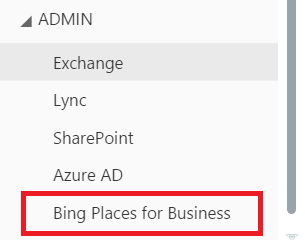 ADMIN
Exchange
Lync
SharePoint
Azure AD
Bing Places for Business